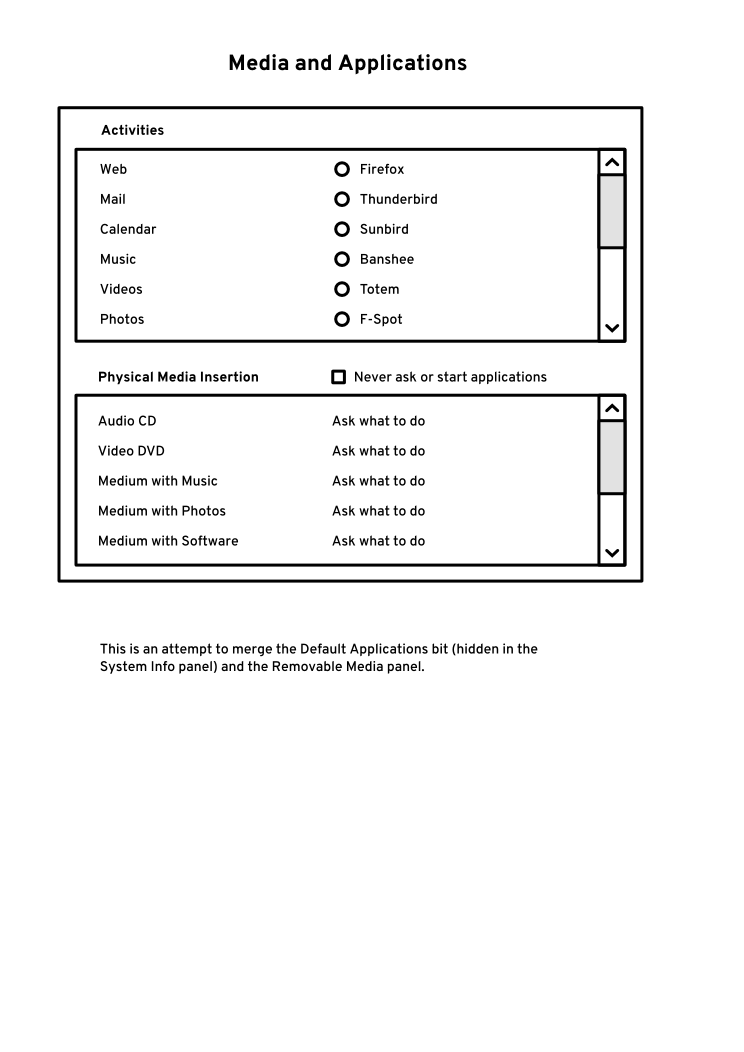 Media and Applications
Activities
Web Firefox
Mail Thunderbird
Calendar Sunbird
Music Banshee
Videos Totem
Photos F-Spot
Physical Media Insertion Never ask or start applications
Audio CD Ask what to do
Video DVD Ask what to do
Medium with Music Ask what to do
Medium with Photos Ask what to do
Medium with Software Ask what to do
This is an attempt to merge the Default Applications bit (hidden in the
System Info panel) and the Removable Media panel.